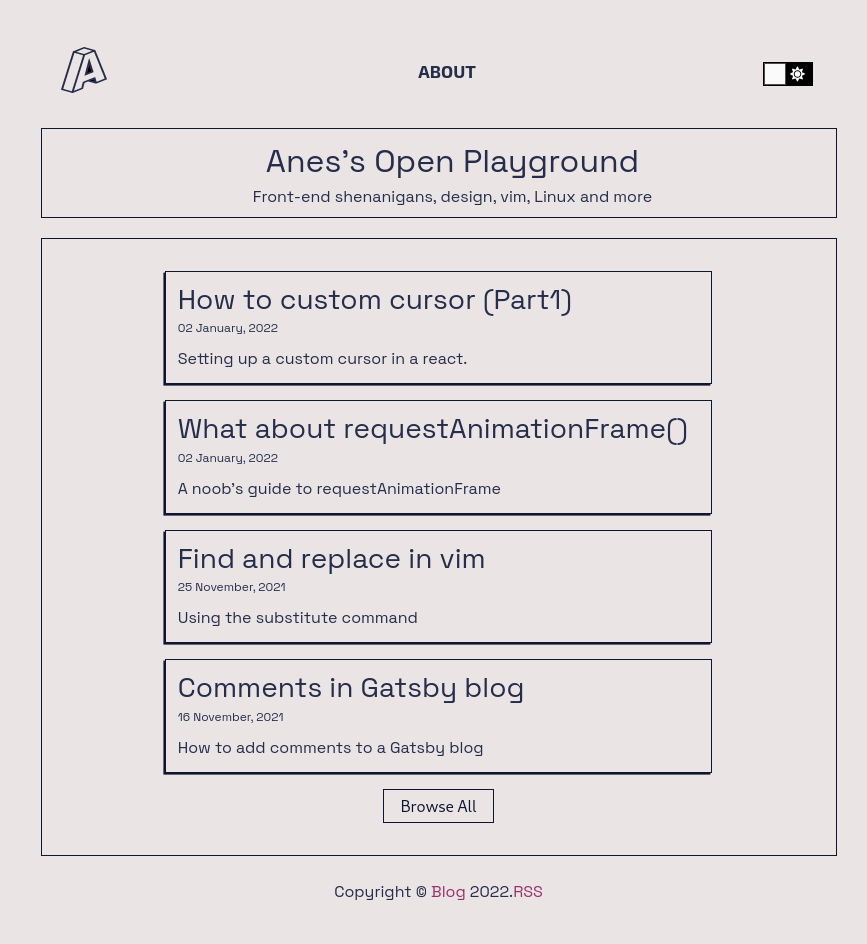 A
ABOUT
Anes's Open Playground
Front-end shenanigans, design, vim, Linux and more
How to custom cursor (Part1)
02 January, 2022
Setting up a custom cursor in a react.
What about requestAnimationFrame()
02 January, 2022
A noob's guide to requestAnimationFrame
Find and replace in vim
25 November, 2021
Using the substitute command
Comments in Gatsby blog
16 November, 2021
How to add comments to a Gatsby blog
Browse All
Copyright © Blog 2022.RSS